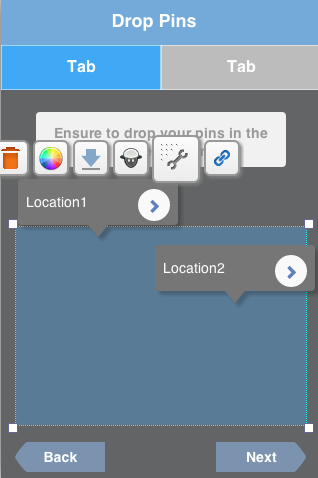 Drop Pins
Tab Tab
Ensure to drop your pins in the
Location1
Location2
Back Next